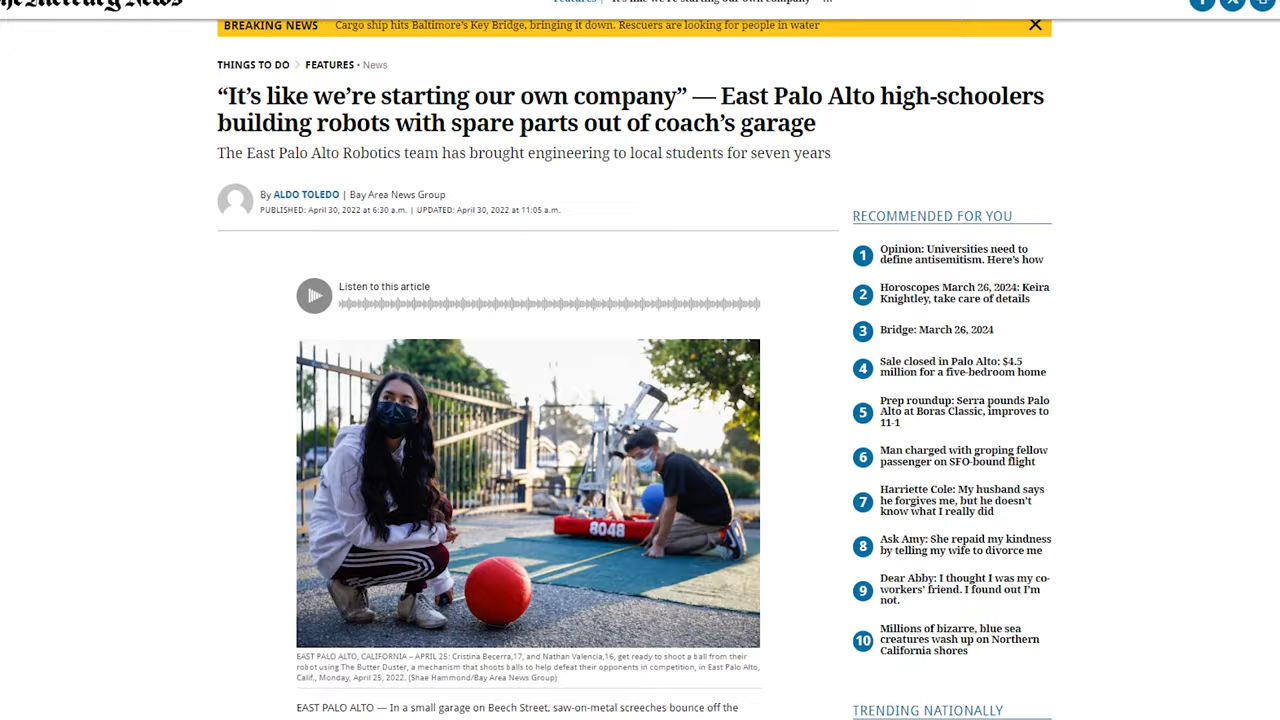 The Mercury News
Features | “It’s like we’re starting our own company” — ...
BREAKING NEWS Cargo ship hits Baltimore’s Key Bridge, bringing it down. Rescuers are looking for people in water
THINGS TO DO > FEATURES • News
“It’s like we’re starting our own company” — East Palo Alto high-schoolers
building robots with spare parts out of coach’s garage
The East Palo Alto Robotics team has brought engineering to local students for seven years
By ALDO TOLEDO | Bay Area News Group
PUBLISHED: April 30, 2022 at 6:30 a.m. | UPDATED: April 30, 2022 at 11:05 a.m.
Listen to this article
8048
EAST PALO ALTO, CALIFORNIA – APRIL 25: Cristina Becerra,17, and Nathan Valencia,16, get ready to shoot a ball from their
robot using The Butter Duster, a mechanism that shoots balls to help defeat their opponents in competition, in East Palo Alto,
Calif., Monday, April 25, 2022. (Shae Hammond/Bay Area News Group)
EAST PALO ALTO — In a small garage on Beech Street, saw-on-metal screeches bounce off the
RECOMMENDED FOR YOU
1 Opinion: Universities need to
define antisemitism. Here’s how
2 Horoscopes March 26, 2024: Keira
Knightley, take care of details
3 Bridge: March 26, 2024
4 Sale closed in Palo Alto: $4.5
million for a five-bedroom home
5 Prep roundup: Serra pounds Palo
Alto at Boras Classic, improves to
11-1
6 Man charged with groping fellow
passenger on SFO-bound flight
7 Harriette Cole: My husband says
he forgives me, but he doesn’t
know what I really did
8 Ask Amy: She repaid my kindness
by telling my wife to divorce me
9 Dear Abby: I thought I was my co-
workers’ friend. I found out I’m
not.
10 Millions of bizarre, blue sea
creatures wash up on Northern
California shores
TRENDING NATIONALLY